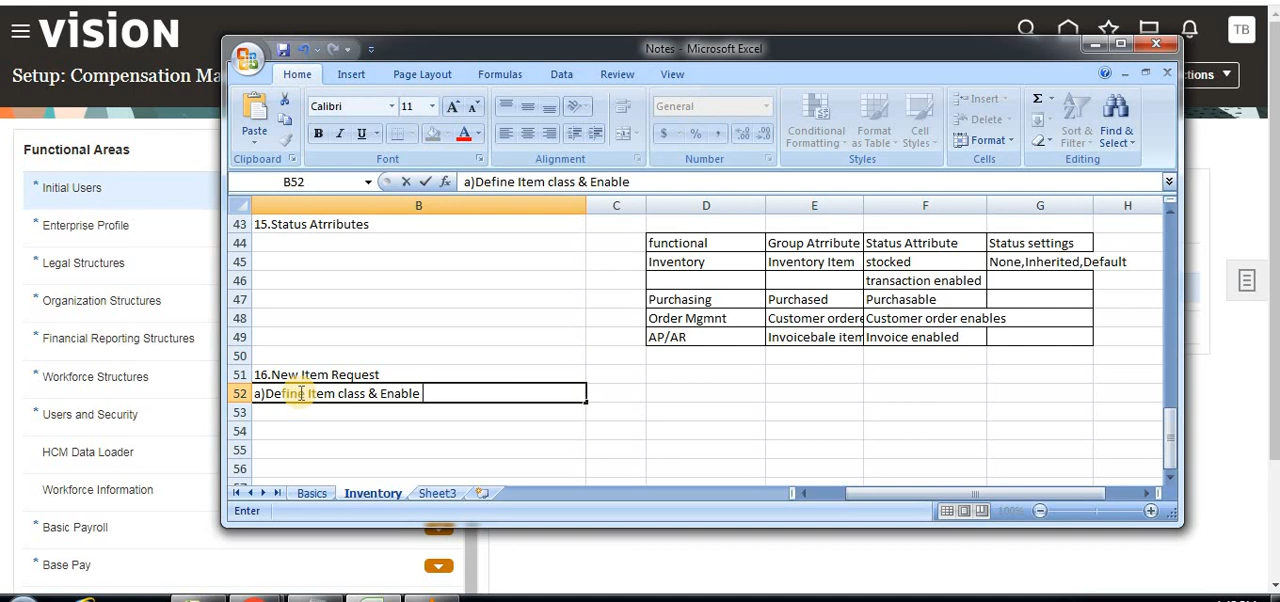 vision
TB
Setup: Compensation Ma
ctions
Functional Areas
* Initial Users
* Enterprise Profile
* Legal Structures
* Organization Structures
* Financial Reporting Structures
* Workforce Structures
* Users and Security
HCM Data Loader
Workforce Information
* Basic Payroll
* Base Pay
Notes - Microsoft Excel
Home Insert Page Layout Formulas Data Review View
Paste
Clipboard
Calibri 11
B I U
Font
Alignment
General
$ % ,
Number
Conditional Formatting
Format as Table
Cell Styles
Styles
Insert
Delete
Format
Cells
Σ
Sort & Filter
Find & Select
Editing
B52 fx a)Define Item class & Enable
B C D E F G H
43 15.Status Atrributes
44 functional Group Atrribute Status Attribute Status settings
45 Inventory Inventory Item stocked None,Inherited,Default
46 transaction enabled
47 Purchasing Purchased Purchasable
48 Order Mgmnt Customer ordere Customer order enables
49 AP/AR Invoicebale item Invoice enabled
50
51 16.New Item Request
52 a)Define Item class & Enable
53
54
55
56
Basics Inventory Sheet3
Enter
100%